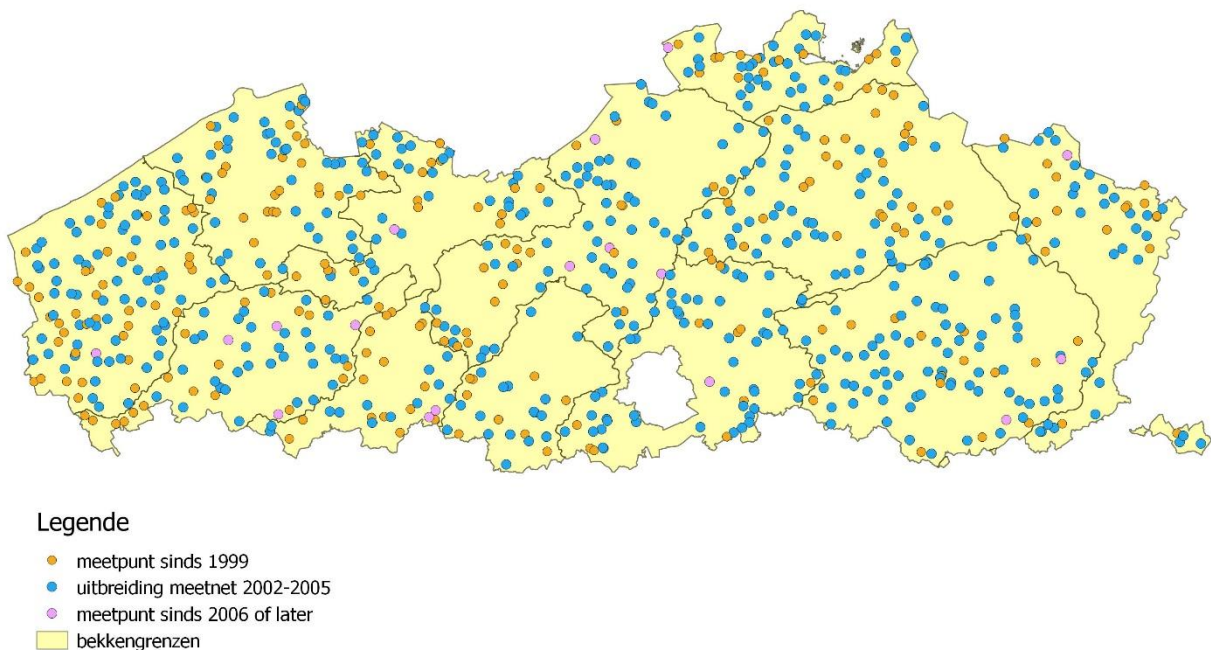 Legende
meetpunt sinds 1999
uitbreiding meetnet 2002-2005
meetpunt sinds 2006 of later
bekkengrenzen